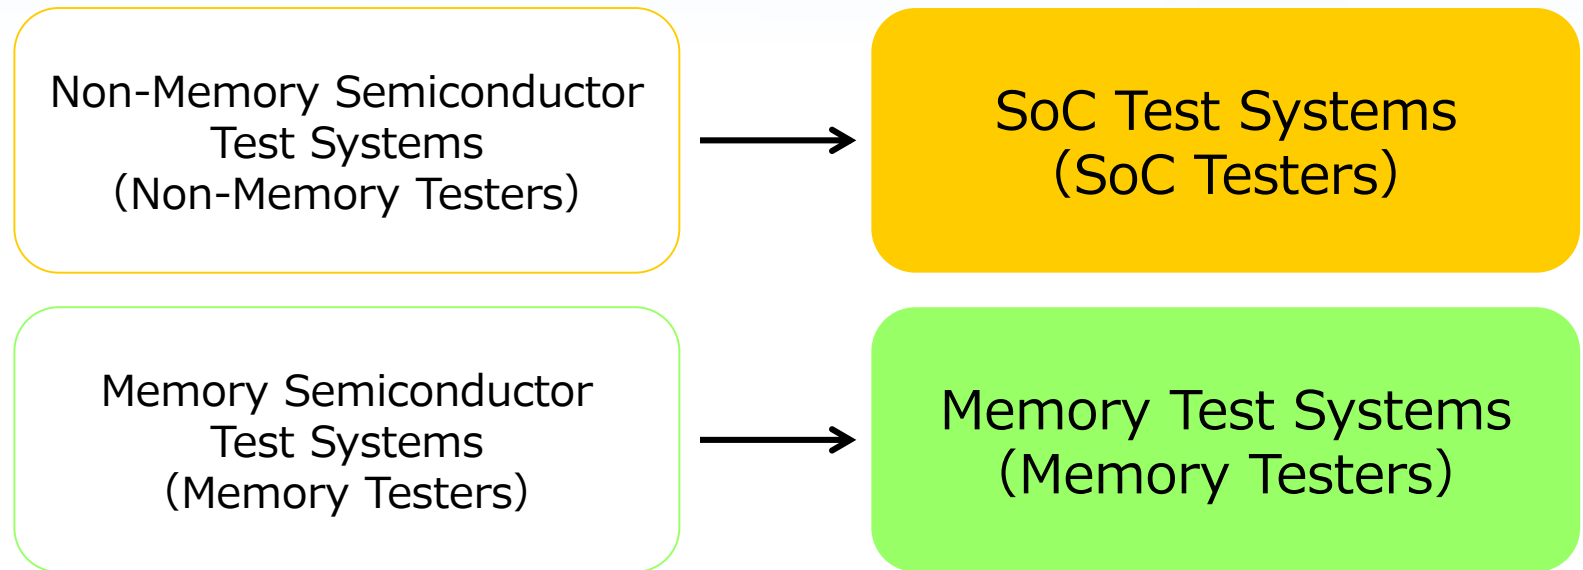 Non-Memory Semiconductor
Test Systems
（Non-Memory Testers）
SoC Test Systems
（SoC Testers）
Memory Semiconductor
Test Systems
（Memory Testers）
Memory Test Systems
（Memory Testers）